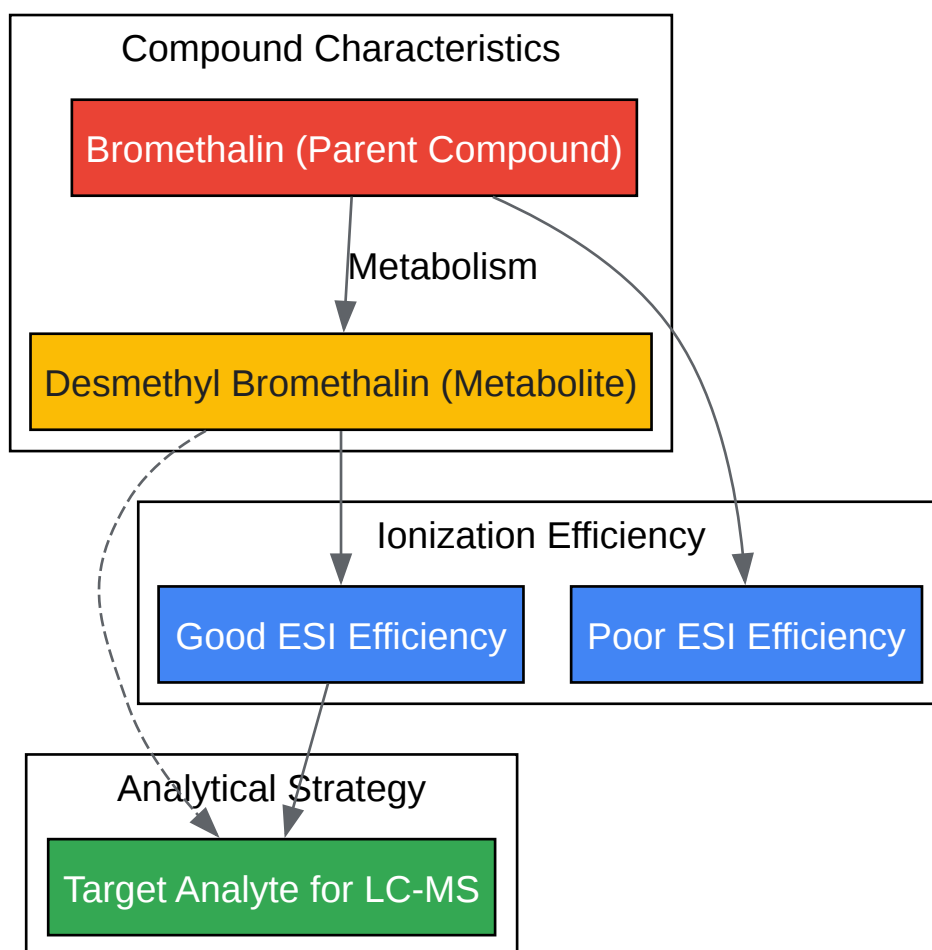 Compound Characteristics
Bromethalin (Parent Compound)
Metabolism
Desmethyl Bromethalin (Metabolite)
Ionization Efficiency
Good ESI Efficiency
Poor ESI Efficiency
Analytical Strategy
Target Analyte for LC-MS